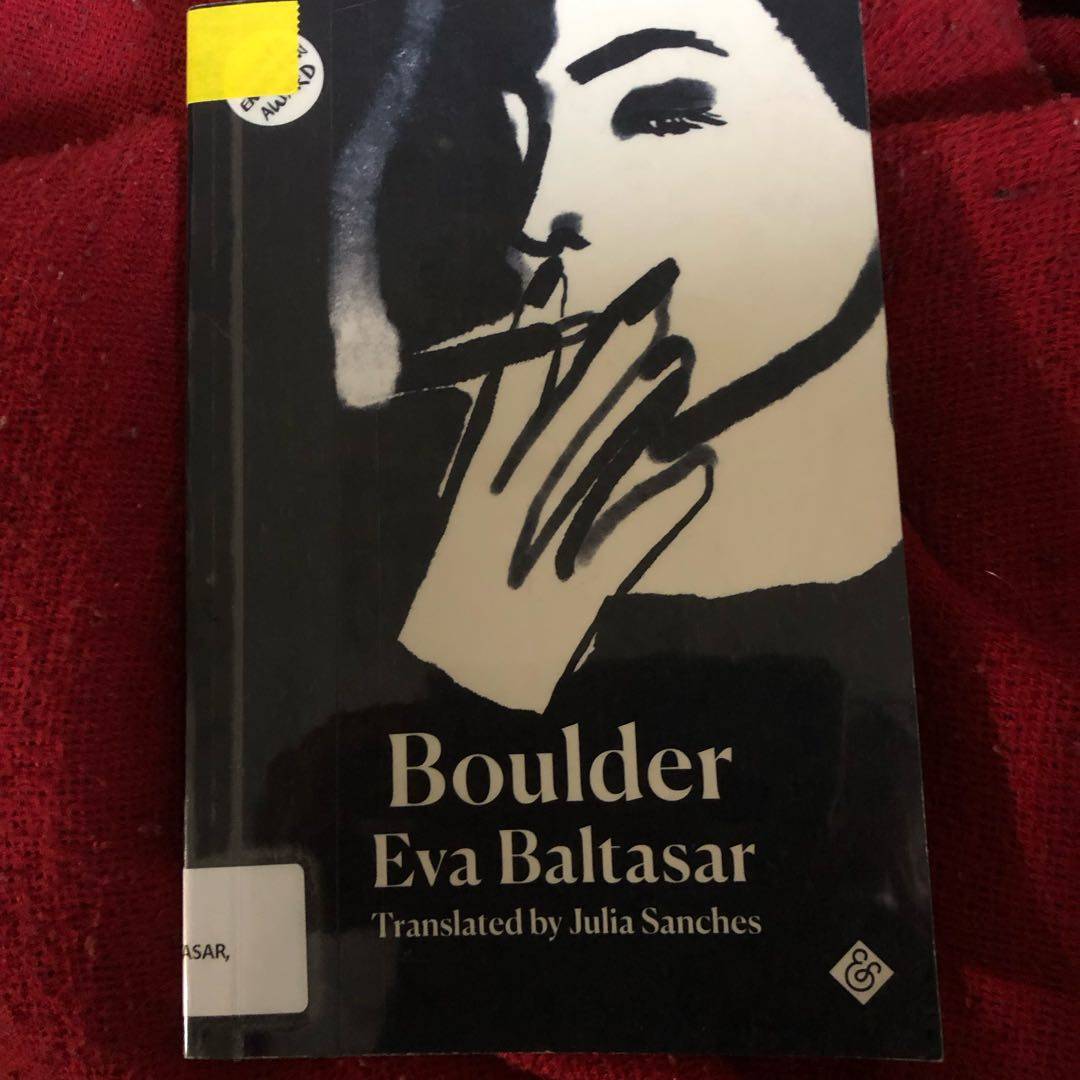 AWARD
Boulder
Eva Baltasar
Translated by Julia Sanches
ASAR,
&